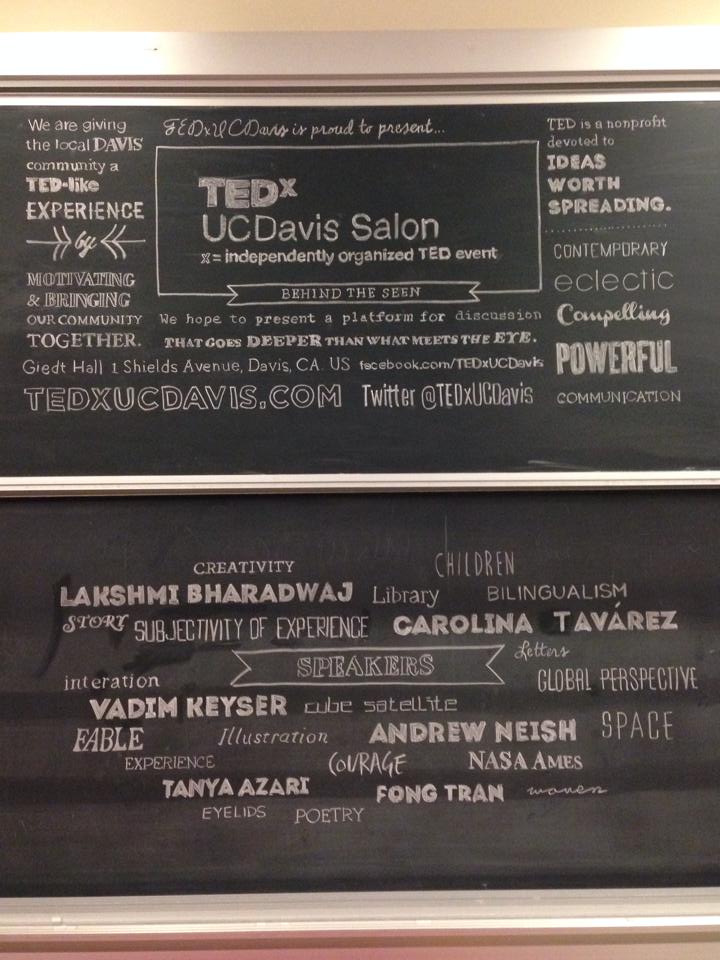 We are giving
the local DAVIS
community a
TED-like
EXPERIENCE
by
MOTIVATING
& BRINGING
OUR COMMUNITY
TOGETHER.
TEDxUCDavis is proud to present...
TEDx
UCDavis Salon
x = independently organized TED event
BEHIND THE SEEN
We hope to present a platform for discussion
THAT GOES DEEPER THAN WHAT MEETS THE EYE.
Giedt Hall 1 Shields Avenue, Davis, CA. US facebook.com/TEDxUCDavis
TEDXUCDAVIS.COM Twitter @TEDxUCDavis
TED is a nonprofit
devoted to
IDEAS
WORTH
SPREADING.
CONTEMPORARY
eclectic
Compelling
POWERFUL
COMMUNICATION
CREATIVITY CHILDREN
LAKSHMI BHARADWAJ Library BILINGUALISM
STORY SUBJECTIVITY OF EXPERIENCE CAROLINA TAVÁREZ
SPEAKERS Letters
interation GLOBAL PERSPECTIVE
VADIM KEYSER cube satellite
FABLE Illustration ANDREW NEISH SPACE
EXPERIENCE COURAGE NASA AMES
TANYA AZARI FONG TRAN
EYELIDS POETRY